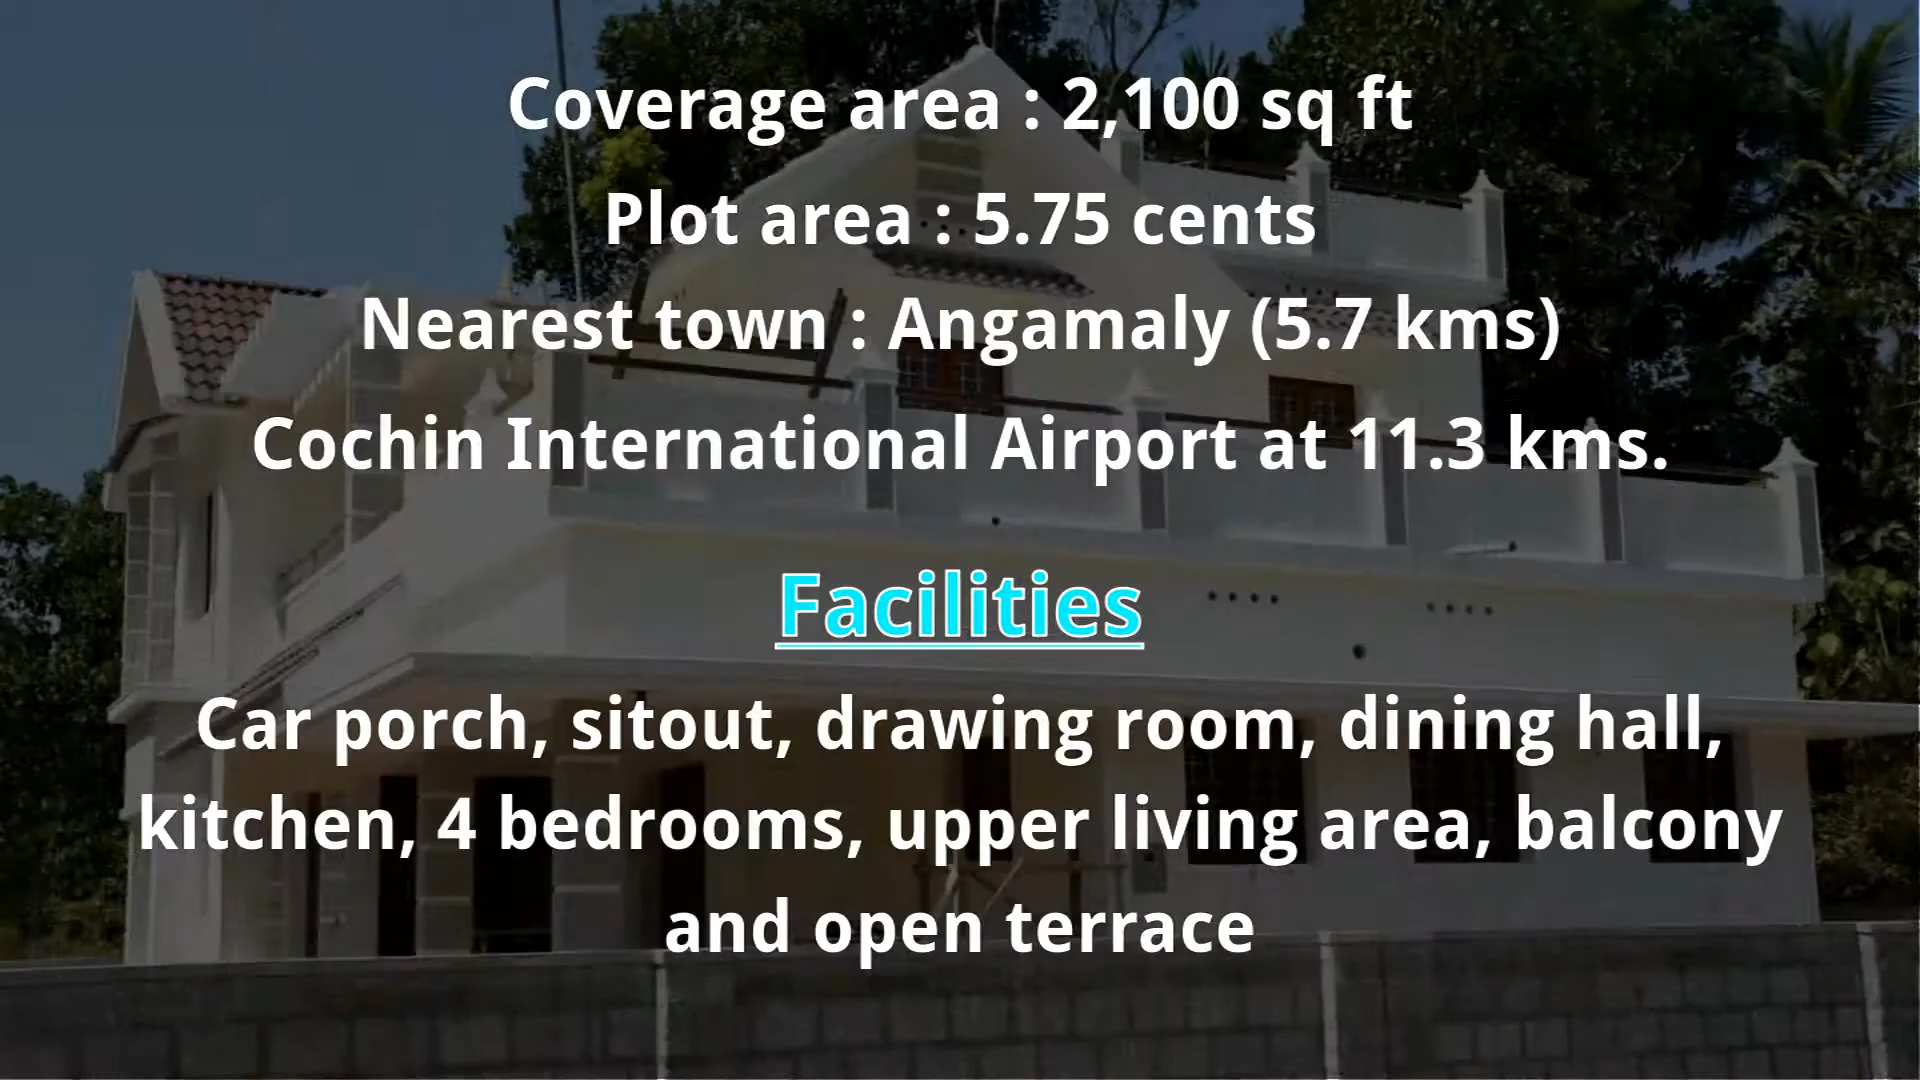 Coverage area : 2,100 sq ft
Plot area : 5.75 cents
Nearest town : Angamaly (5.7 kms)
Cochin International Airport at 11.3 kms.
Facilities
Car porch, sitout, drawing room, dining hall,
kitchen, 4 bedrooms, upper living area, balcony
and open terrace